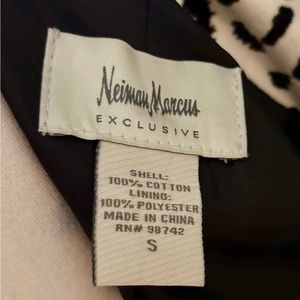 Neiman Marcus
EXCLUSIVE
SHELL:
100% COTTON
LINING:
100% POLYESTER
MADE IN CHINA
RN# 98742
S